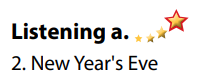 Listening a.
2. New Year's Eve